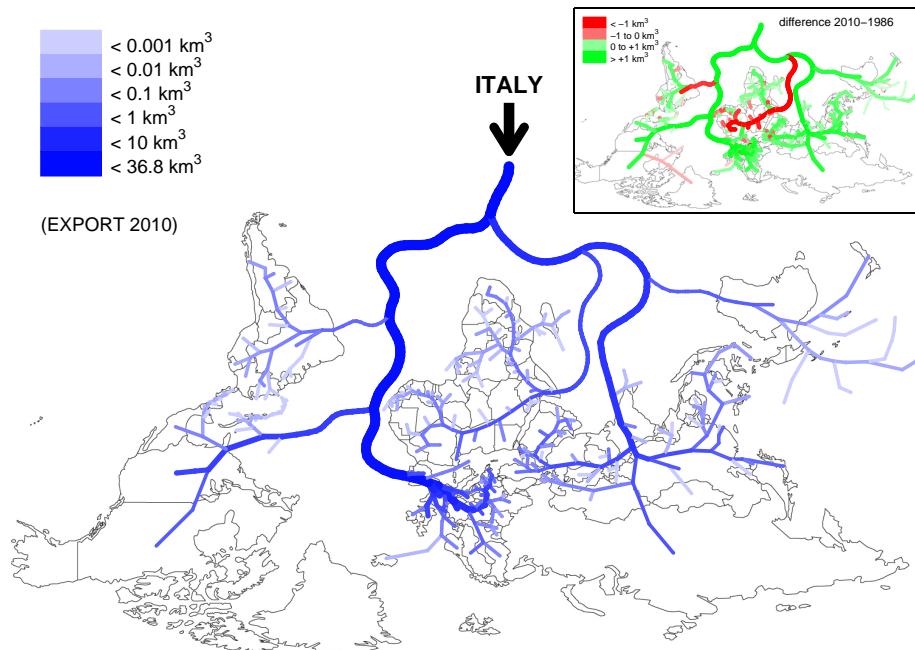 < 0.001 km³
< 0.01 km³
< 0.1 km³
< 1 km³
< 10 km³
< 36.8 km³
(EXPORT 2010)
ITALY
difference 2010−1986
< −1 km³
−1 to 0 km³
0 to +1 km³
> +1 km³